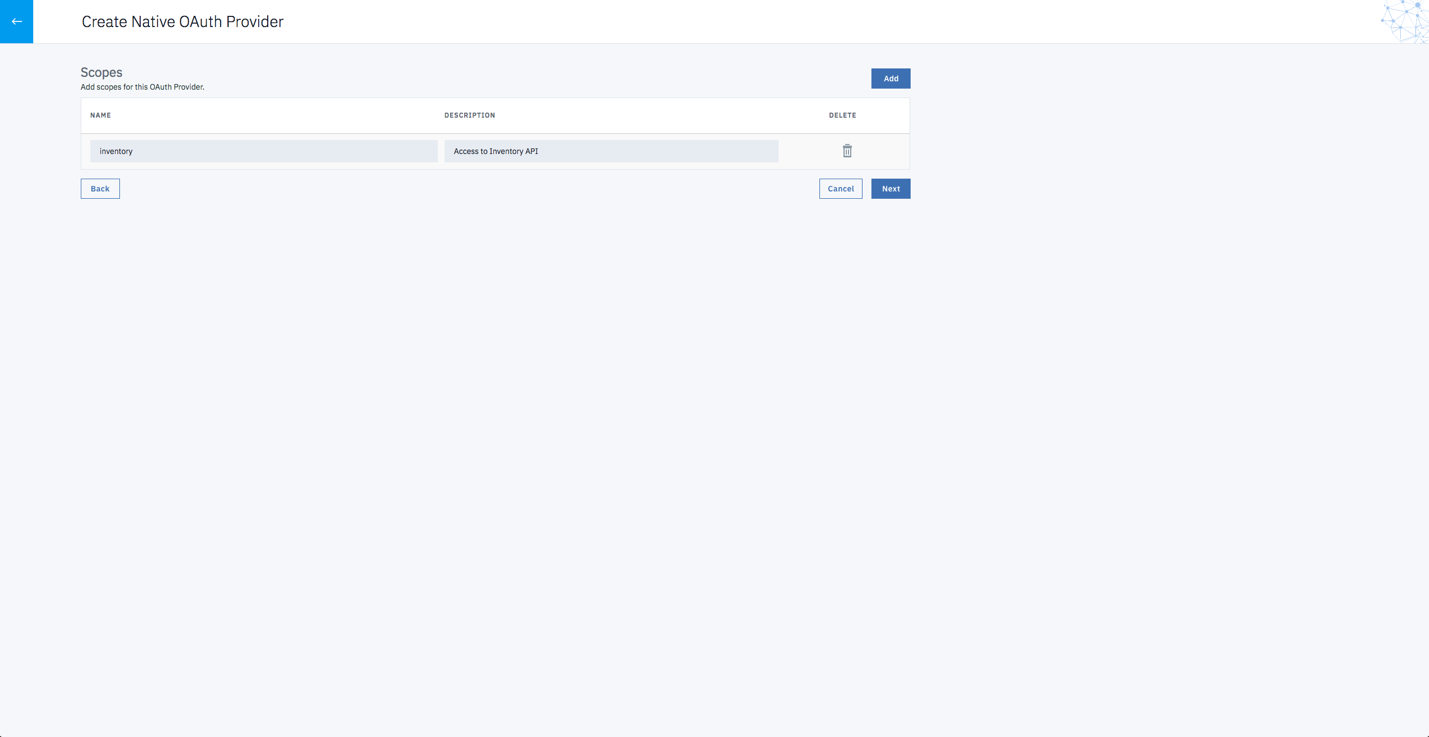 Create Native OAuth Provider
Scopes
Add scopes for this OAuth Provider.
Add
NAME DESCRIPTION DELETE
inventory Access to Inventory API
Back Cancel Next